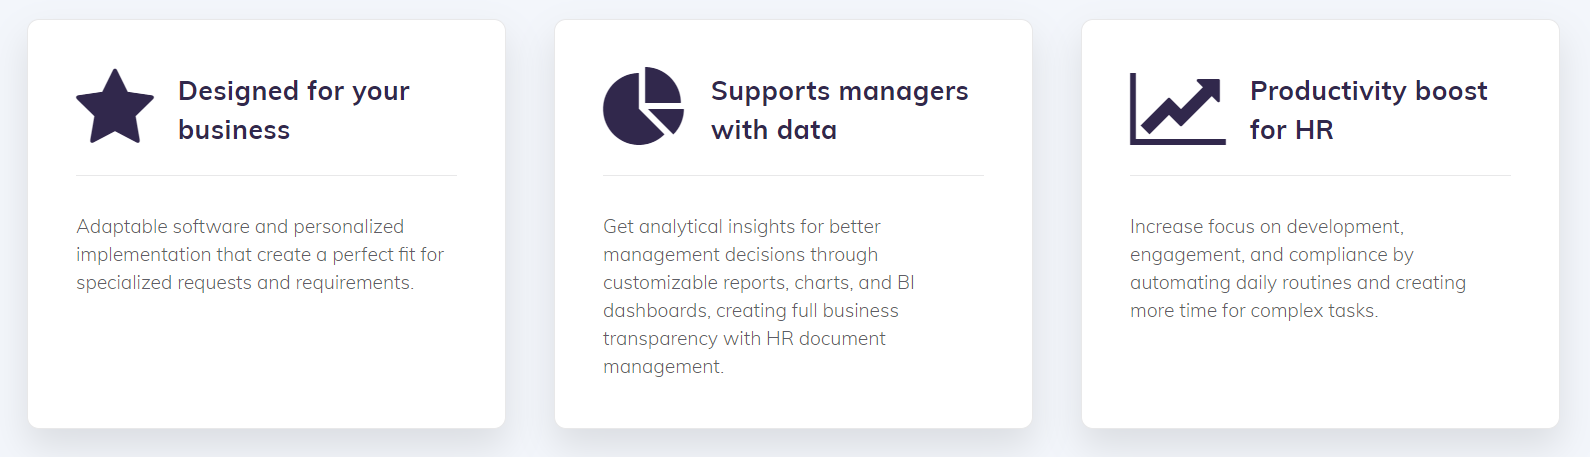 Designed for your
business
Adaptable software and personalized
implementation that create a perfect fit for
specialized requests and requirements.
Supports managers
with data
Get analytical insights for better
management decisions through
customizable reports, charts, and BI
dashboards, creating full business
transparency with HR document
management.
Productivity boost
for HR
Increase focus on development,
engagement, and compliance by
automating daily routines and creating
more time for complex tasks.